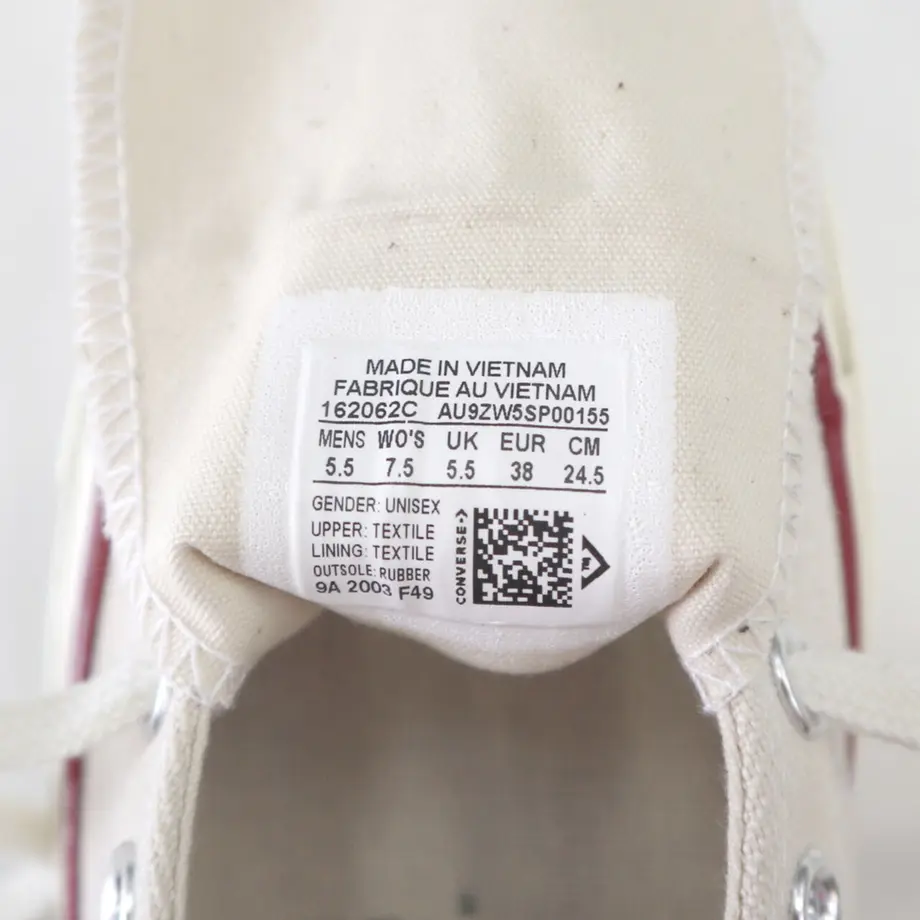 MADE IN VIETNAM
FABRIQUE AU VIETNAM
162062C AU9ZW5SP00155
MENS WO'S UK EUR CM
5.5 7.5 5.5 38 24.5
GENDER: UNISEX
UPPER: TEXTILE
LINING: TEXTILE
OUTSOLE: RUBBER
9A 2003 F49
CONVERSE
TM